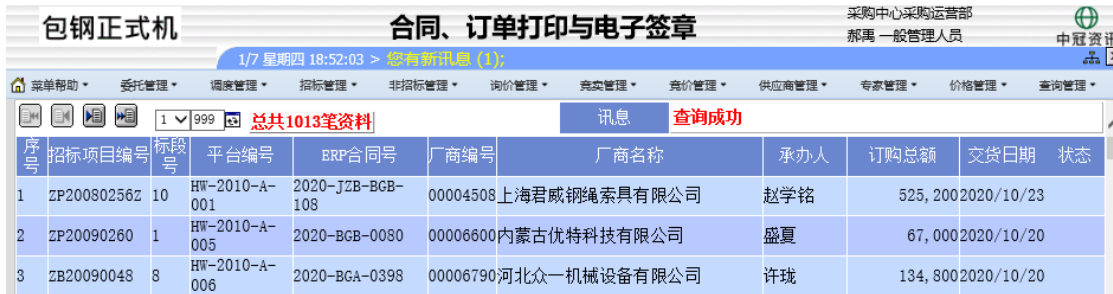 包钢正式机
合同、订单打印与电子签章
采购中心采购运营部
郝禹 一般管理人员
中冠资讯
1/7 星期四 18:52:03 > 您有新讯息 (1);
菜单帮助 委托管理 调度管理 招标管理 非招标管理 询价管理 竞卖管理 竞价管理 供应商管理 专家管理 价格管理 查询管理
1 999 总共1013笔资料 讯息 查询成功
序号 招标项目编号 标段号 平台编号 ERP合同号 厂商编号 厂商名称 承办人 订购总额 交货日期 状态
1 ZP20080256Z 10 HW-2010-A-001 2020-JZB-BGB-108 00004508 上海君威钢绳索具有限公司 赵学铭 525,200 2020/10/23
2 ZP20090260 1 HW-2010-A-005 2020-BGB-0080 00006600 内蒙古优特科技有限公司 盛夏 67,000 2020/10/20
3 ZB20090048 8 HW-2010-A-006 2020-BGA-0398 00006790 河北众一机械设备有限公司 许珑 134,800 2020/10/20